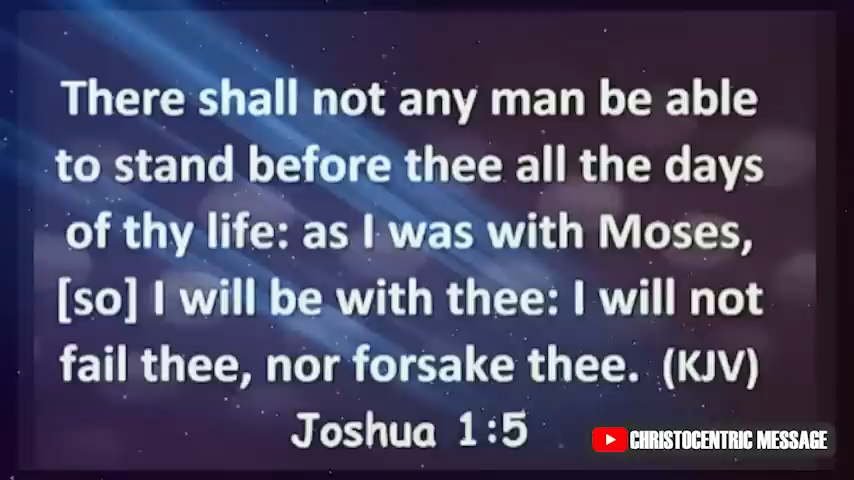 There shall not any man be able
to stand before thee all the days
of thy life: as I was with Moses,
[so] I will be with thee: I will not
fail thee, nor forsake thee. (KJV)
Joshua 1:5
CHRISTOCENTRIC MESSAGE